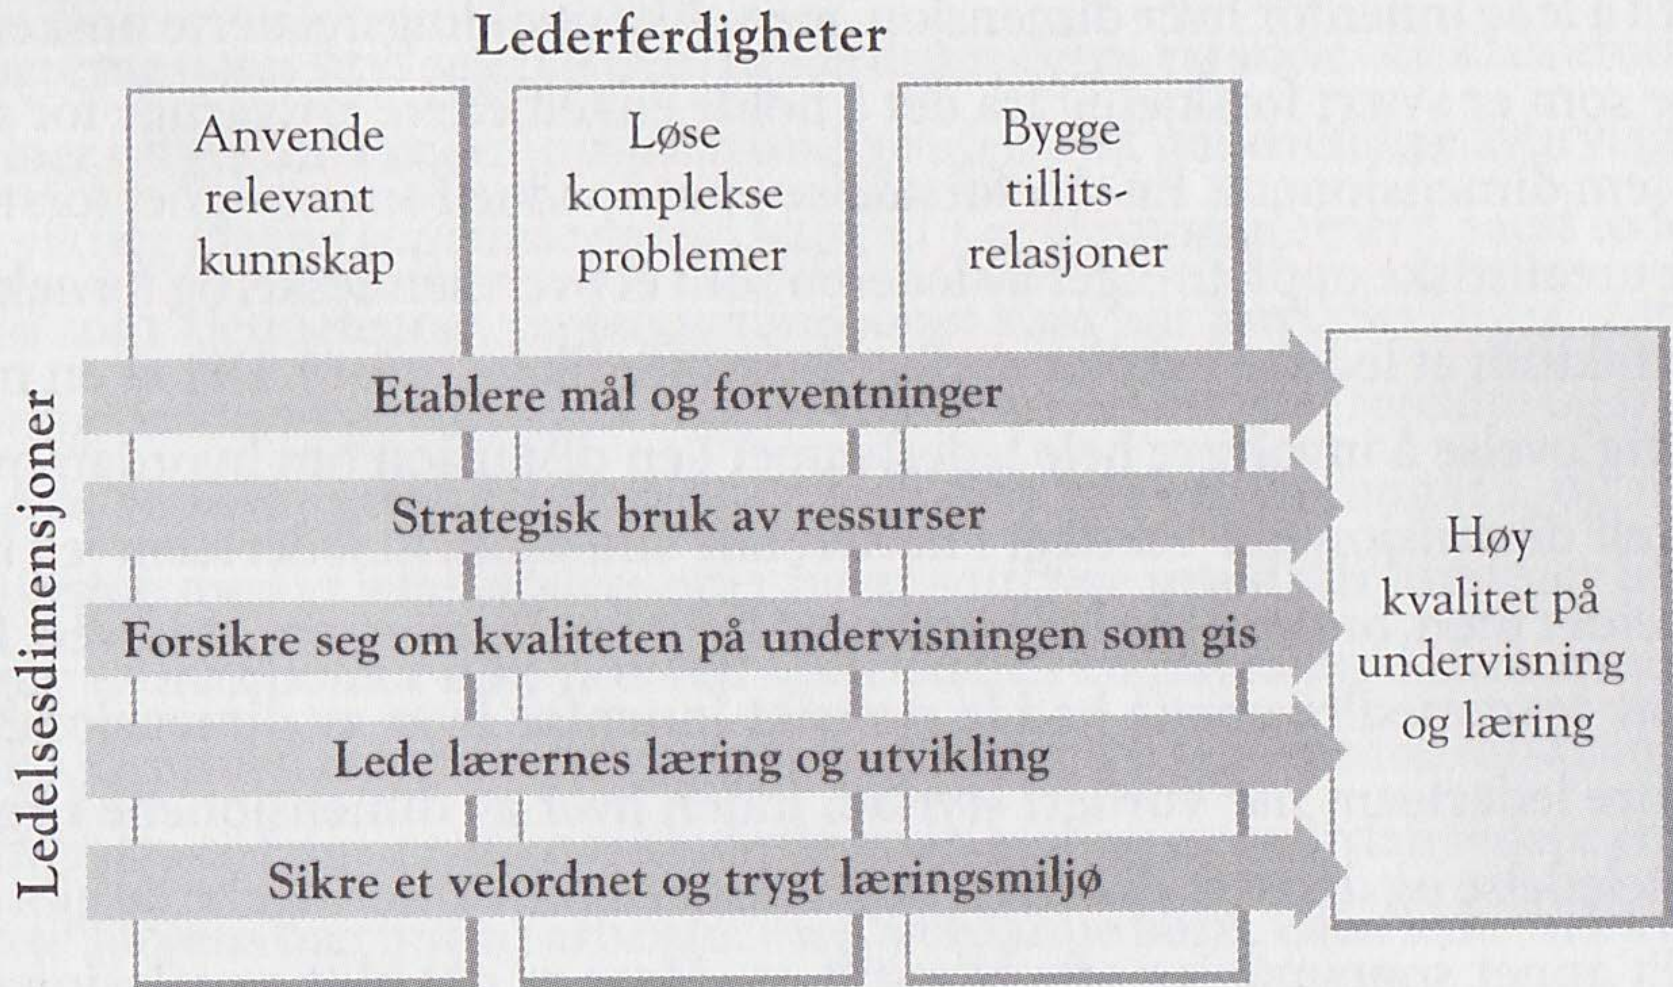 Lederferdigheter
Anvende
relevant
kunnskap
Løse
komplekse
problemer
Bygge
tillits-
relasjoner
Ledelsesdimensjoner
Etablere mål og forventninger
Strategisk bruk av ressurser
Forsikre seg om kvaliteten på undervisningen som gis
Lede lærernes læring og utvikling
Sikre et velordnet og trygt læringsmiljø
Høy
kvalitet på
undervisning
og læring